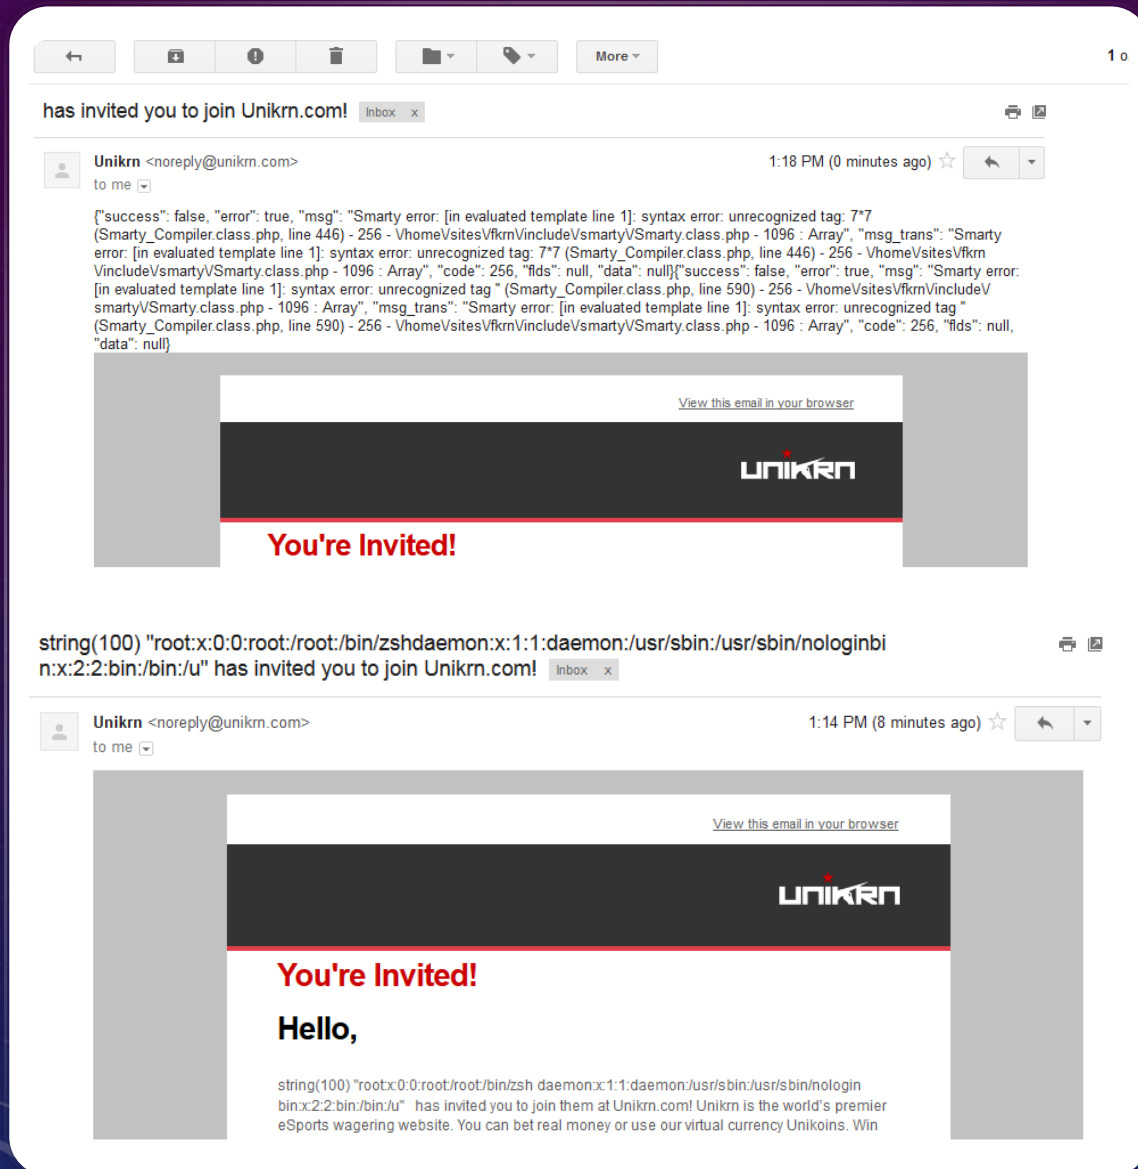 More
1 o
has invited you to join Unikrn.com! Inbox x
Unikrn <noreply@unikrn.com> 1:18 PM (0 minutes ago)
to me
{"success": false, "error": true, "msg": "Smarty error: [in evaluated template line 1]: syntax error: unrecognized tag: 7*7
(Smarty_Compiler.class.php, line 446) - 256 - \/home\/sites\/fkrn\/include\/smarty\/Smarty.class.php - 1096 : Array", "msg_trans": "Smarty
error: [in evaluated template line 1]: syntax error: unrecognized tag: 7*7 (Smarty_Compiler.class.php, line 446) - 256 - \/home\/sites\/fkrn
\/include\/smarty\/Smarty.class.php - 1096 : Array", "code": 256, "flds": null, "data": null}{"success": false, "error": true, "msg": "Smarty error:
[in evaluated template line 1]: syntax error: unrecognized tag '' (Smarty_Compiler.class.php, line 590) - 256 - \/home\/sites\/fkrn\/include\/
smarty\/Smarty.class.php - 1096 : Array", "msg_trans": "Smarty error: [in evaluated template line 1]: syntax error: unrecognized tag ''
(Smarty_Compiler.class.php, line 590) - 256 - \/home\/sites\/fkrn\/include\/smarty\/Smarty.class.php - 1096 : Array", "code": 256, "flds": null,
"data": null}
View this email in your browser
UNIKRN
You're Invited!
string(100) "root:x:0:0:root:/root:/bin/zshdaemon:x:1:1:daemon:/usr/sbin:/usr/sbin/nologinbi
n:x:2:2:bin:/bin:/u" has invited you to join Unikrn.com! Inbox x
Unikrn <noreply@unikrn.com> 1:14 PM (8 minutes ago)
to me
View this email in your browser
UNIKRN
You're Invited!
Hello,
string(100) "root:x:0:0:root:/root:/bin/zsh daemon:x:1:1:daemon:/usr/sbin:/usr/sbin/nologin
bin:x:2:2:bin:/bin:/u" has invited you to join them at Unikrn.com! Unikrn is the world's premier
eSports wagering website. You can bet real money or use our virtual currency Unikoins. Win